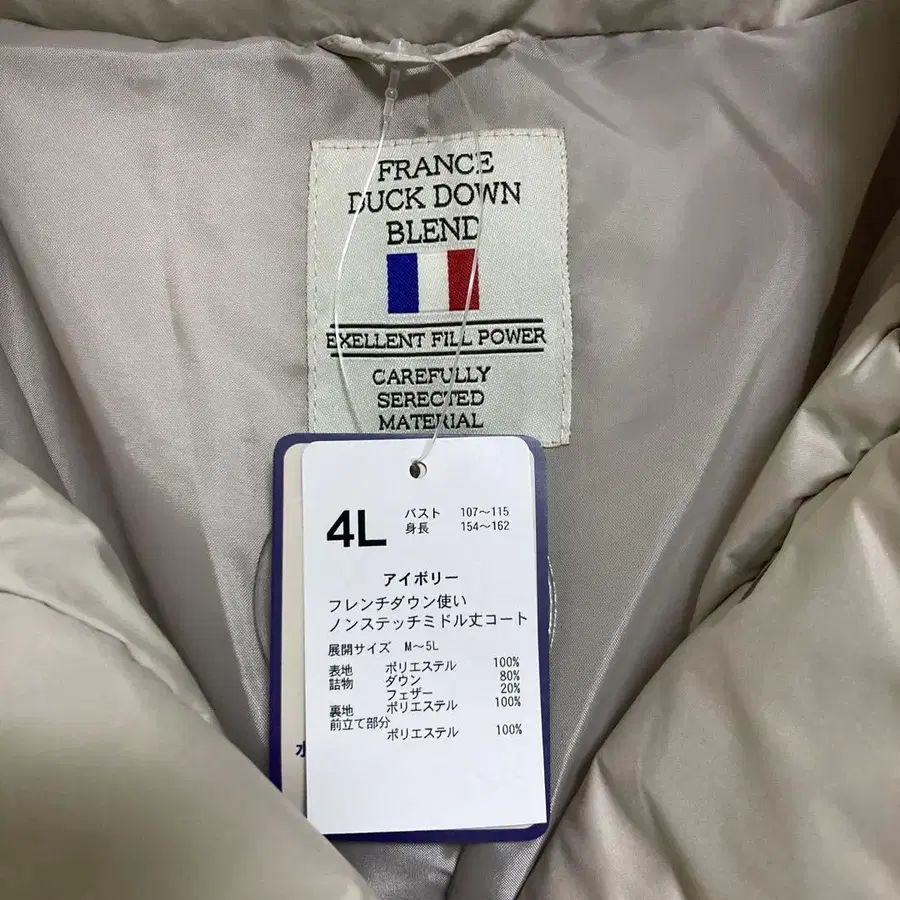 FRANCE
DUCK DOWN
BLEND
EXELLENT FILL POWER
CAREFULLY
SERECTED
MATERIAL
4L
バスト 107～115
身長 154～162
アイボリー
フレンチダウン使い
ノンステッチミドル丈コート
展開サイズ M～5L
表地 ポリエステル 100%
詰物 ダウン 80%
フェザー 20%
裏地 ポリエステル 100%
前立て部分
ポリエステル 100%
水